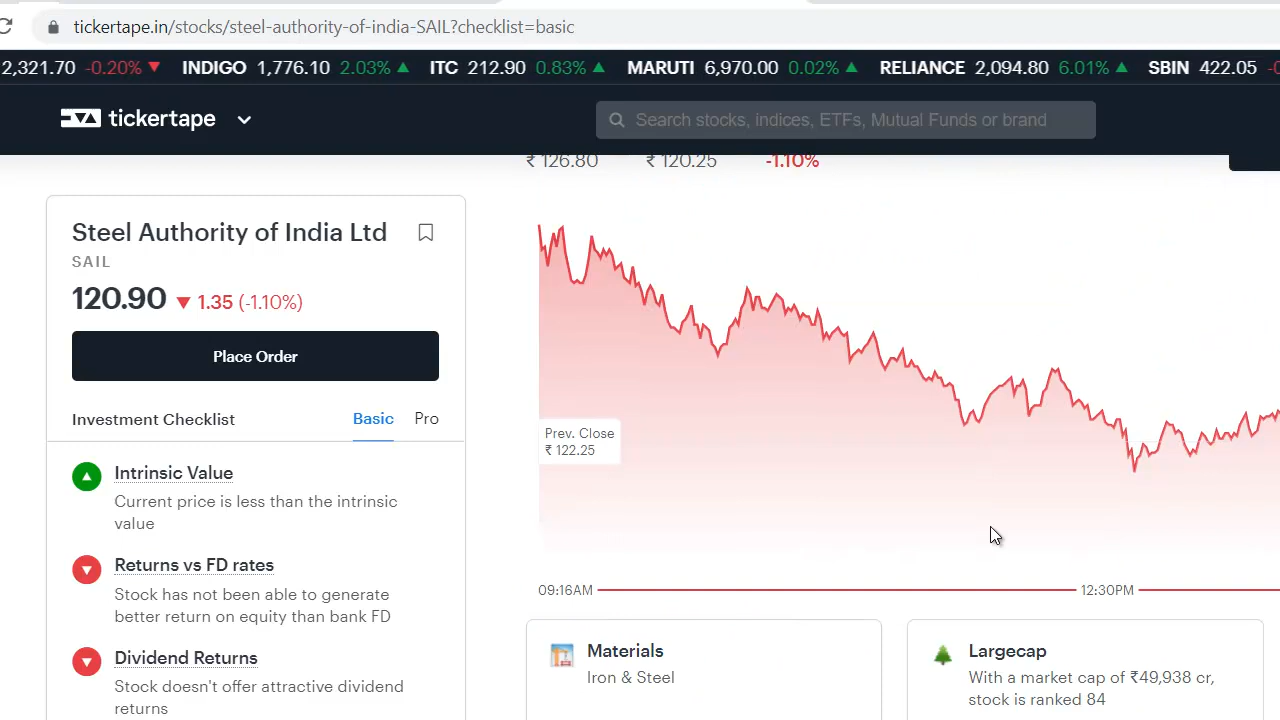 tickertape.in/stocks/steel-authority-of-india-SAIL?checklist=basic
2,321.70 -0.20% ▼ INDIGO 1,776.10 2.03% ▲ ITC 212.90 0.83% ▲ MARUTI 6,970.00 0.02% ▲ RELIANCE 2,094.80 6.01% ▲ SBIN 422.05
tickertape
Search stocks, indices, ETFs, Mutual Funds or brand
₹ 126.80 ₹ 120.25 -1.10%
Steel Authority of India Ltd
SAIL
120.90 ▼ 1.35 (-1.10%)
Place Order
Investment Checklist Basic Pro
Intrinsic Value
Current price is less than the intrinsic
value
Returns vs FD rates
Stock has not been able to generate
better return on equity than bank FD
Dividend Returns
Stock doesn't offer attractive dividend
returns
Prev. Close
₹ 122.25
09:16AM 12:30PM
Materials
Iron & Steel
Largecap
With a market cap of ₹49,938 cr,
stock is ranked 84